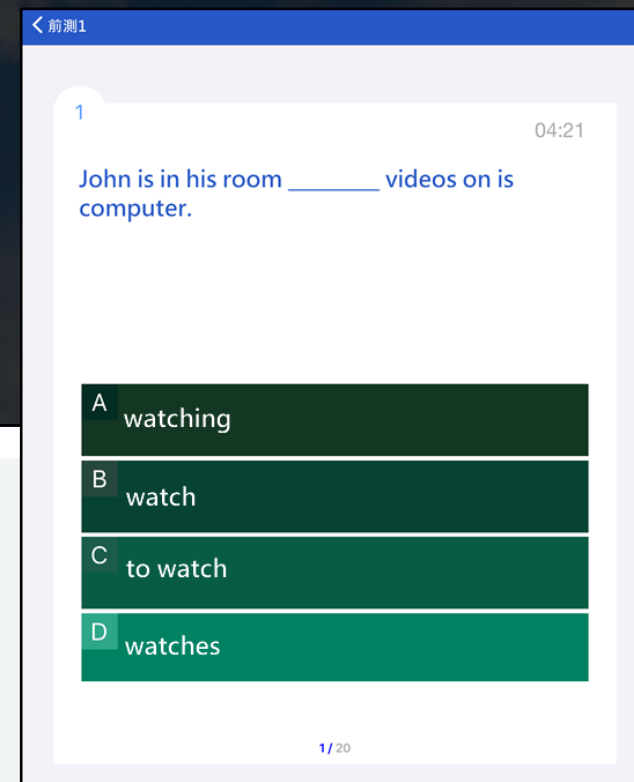 前測1
1
04:21
John is in his room ________ videos on is
computer.
A
watching
B
watch
C
to watch
D
watches
1 / 20